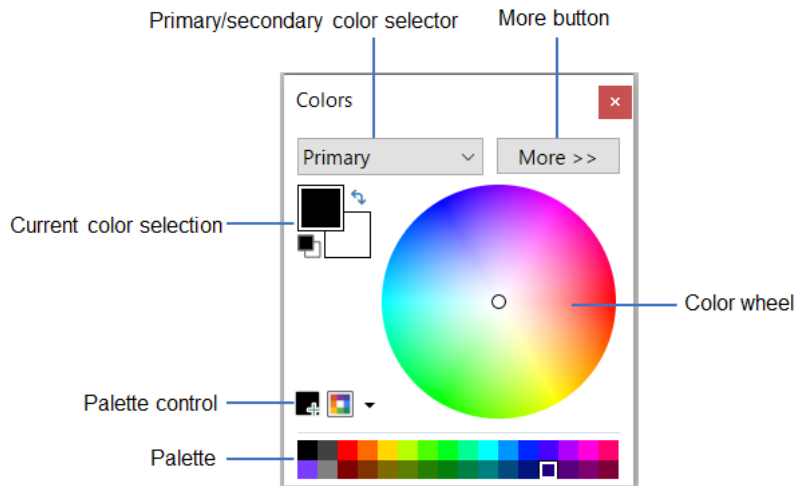 Primary/secondary color selector
More button
Colors
Primary
More >>
Current color selection
Color wheel
Palette control
Palette